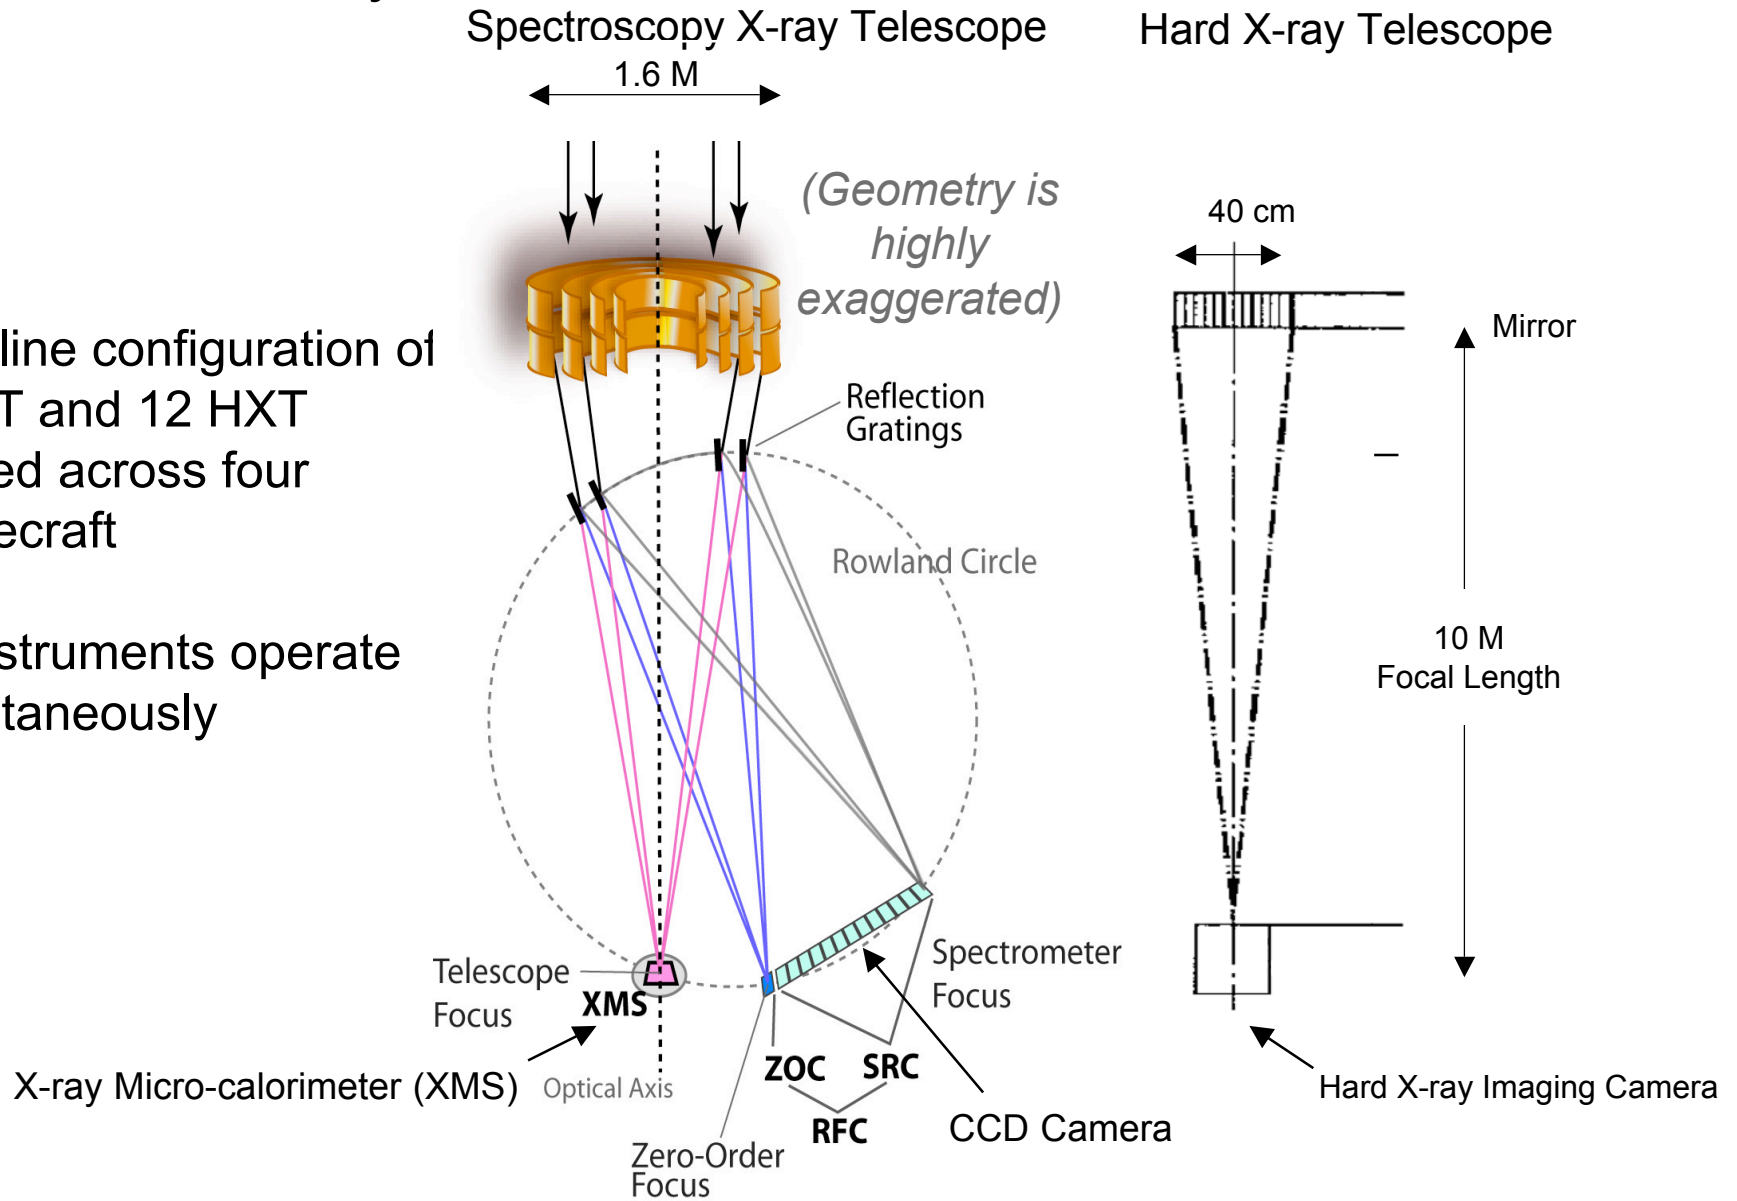 Spectroscopy X-ray Telescope
Hard X-ray Telescope
1.6 M
(Geometry is
highly
exaggerated)
40 cm
Mirror
line configuration of
T and 12 HXT
ed across four
ecraft
Reflection
Gratings
Rowland Circle
struments operate
taneously
10 M
Focal Length
Telescope
Focus
XMS
Spectrometer
Focus
ZOC
SRC
RFC
X-ray Micro-calorimeter (XMS)
Optical Axis
CCD Camera
Hard X-ray Imaging Camera
Zero-Order
Focus